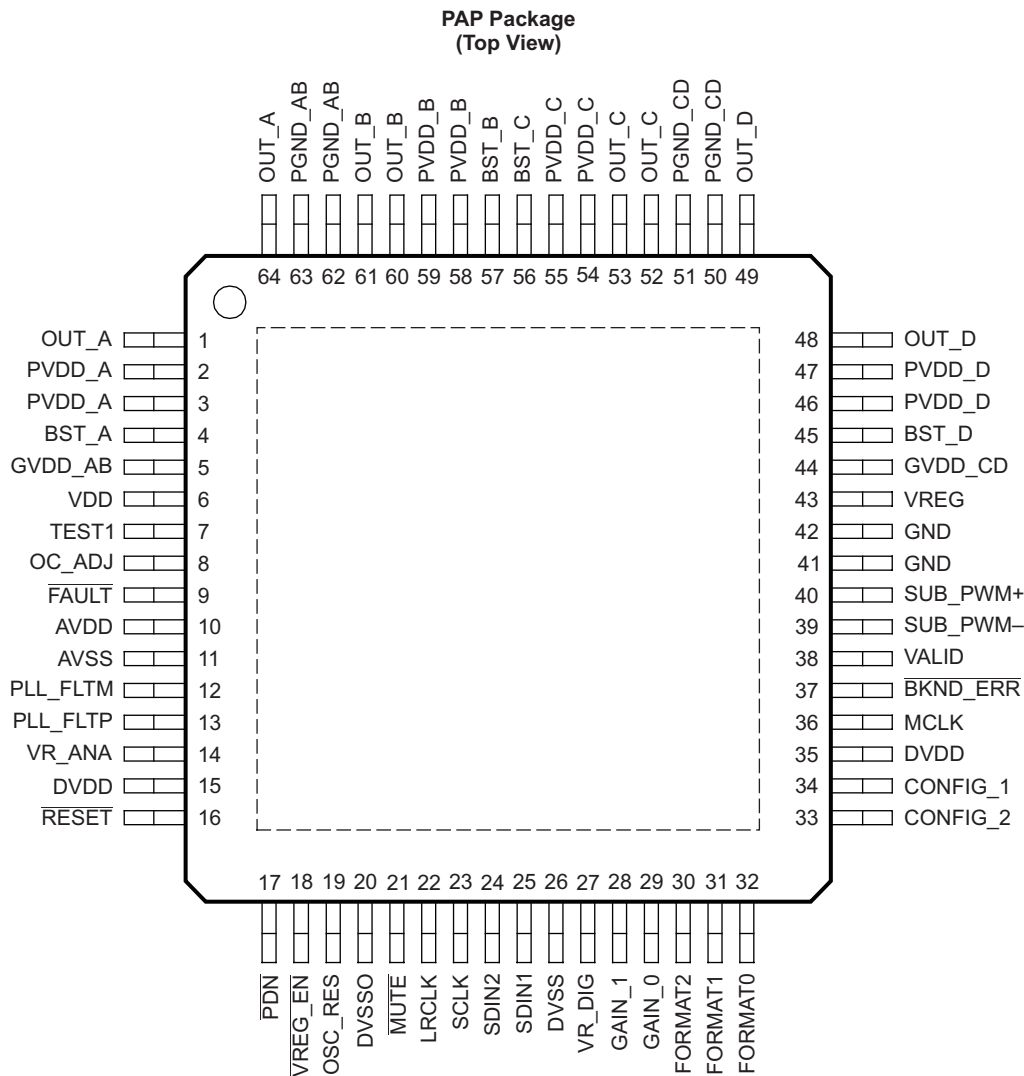 PAP Package
(Top View)
OUT_A
PGND_AB
PGND_AB
OUT_B
OUT_B
PVDD_B
PVDD_B
BST_B
BST_C
PVDD_C
PVDD_C
OUT_C
OUT_C
PGND_CD
PGND_CD
OUT_D
64 63 62 61 60 59 58 57 56 55 54 53 52 51 50 49
OUT_A 1 48 OUT_D
PVDD_A 2 47 PVDD_D
PVDD_A 3 46 PVDD_D
BST_A 4 45 BST_D
GVDD_AB 5 44 GVDD_CD
VDD 6 43 VREG
TEST1 7 42 GND
OC_ADJ 8 41 GND
FAULT 9 40 SUB_PWM+
AVDD 10 39 SUB_PWM–
AVSS 11 38 VALID
PLL_FLTM 12 37 BKND_ERR
PLL_FLTP 13 36 MCLK
VR_ANA 14 35 DVDD
DVDD 15 34 CONFIG_1
RESET 16 33 CONFIG_2
17 18 19 20 21 22 23 24 25 26 27 28 29 30 31 32
PDN
VREG_EN
OSC_RES
DVSSO
MUTE
LRCLK
SCLK
SDIN2
SDIN1
DVSS
VR_DIG
GAIN_1
GAIN_0
FORMAT2
FORMAT1
FORMAT0